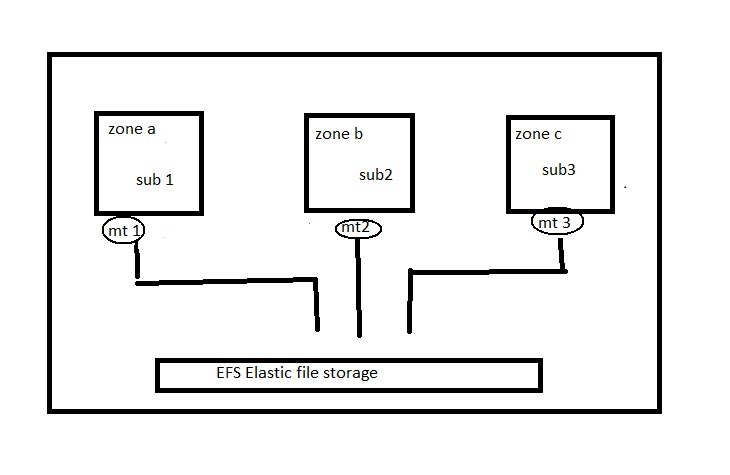 zone a
sub 1
zone b
sub2
zone c
sub3
mt 1
mt2
mt 3
EFS Elastic file storage